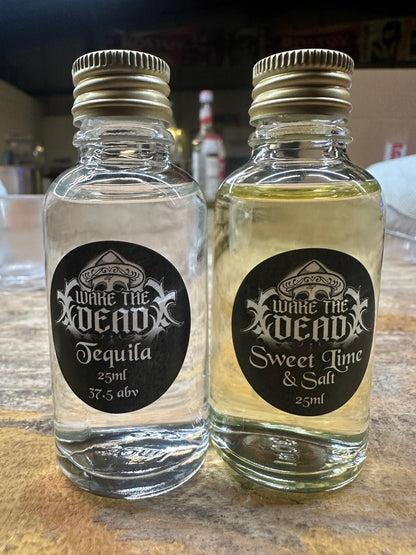 WAKE THE
DEAD
Tequila
25ml
37.5 abv
WAKE THE
DEAD
Sweet Lime
& Salt
25ml